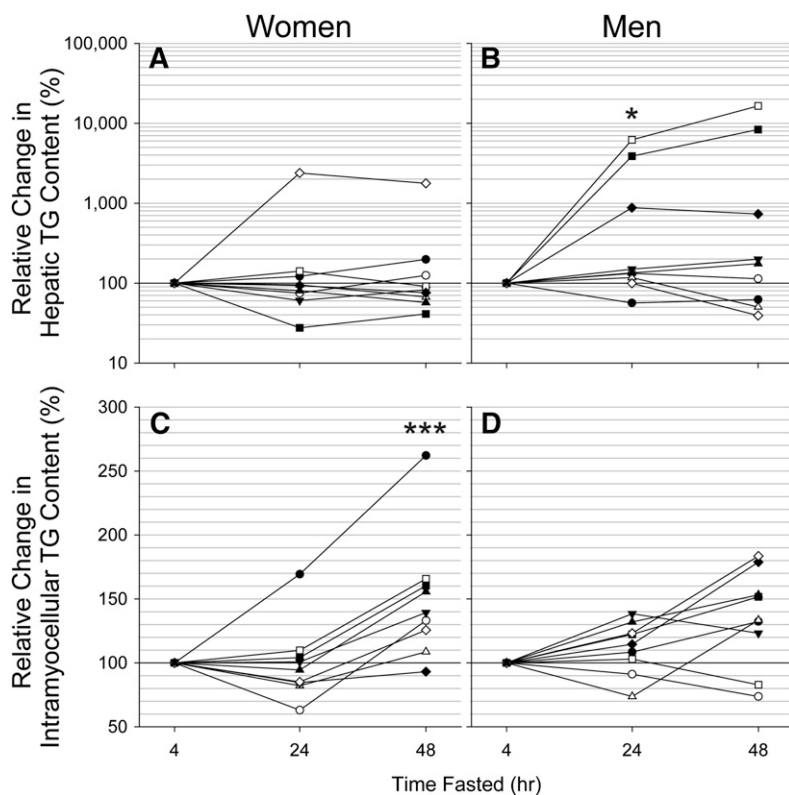 Women
Men
Relative Change in
Hepatic TG Content (%)
100,000
10,000
1,000
100
10
A
B
*
Relative Change in
Intramyocellular TG Content (%)
300
250
200
150
100
50
C
***
D
4
24
48
4
24
48
Time Fasted (hr)